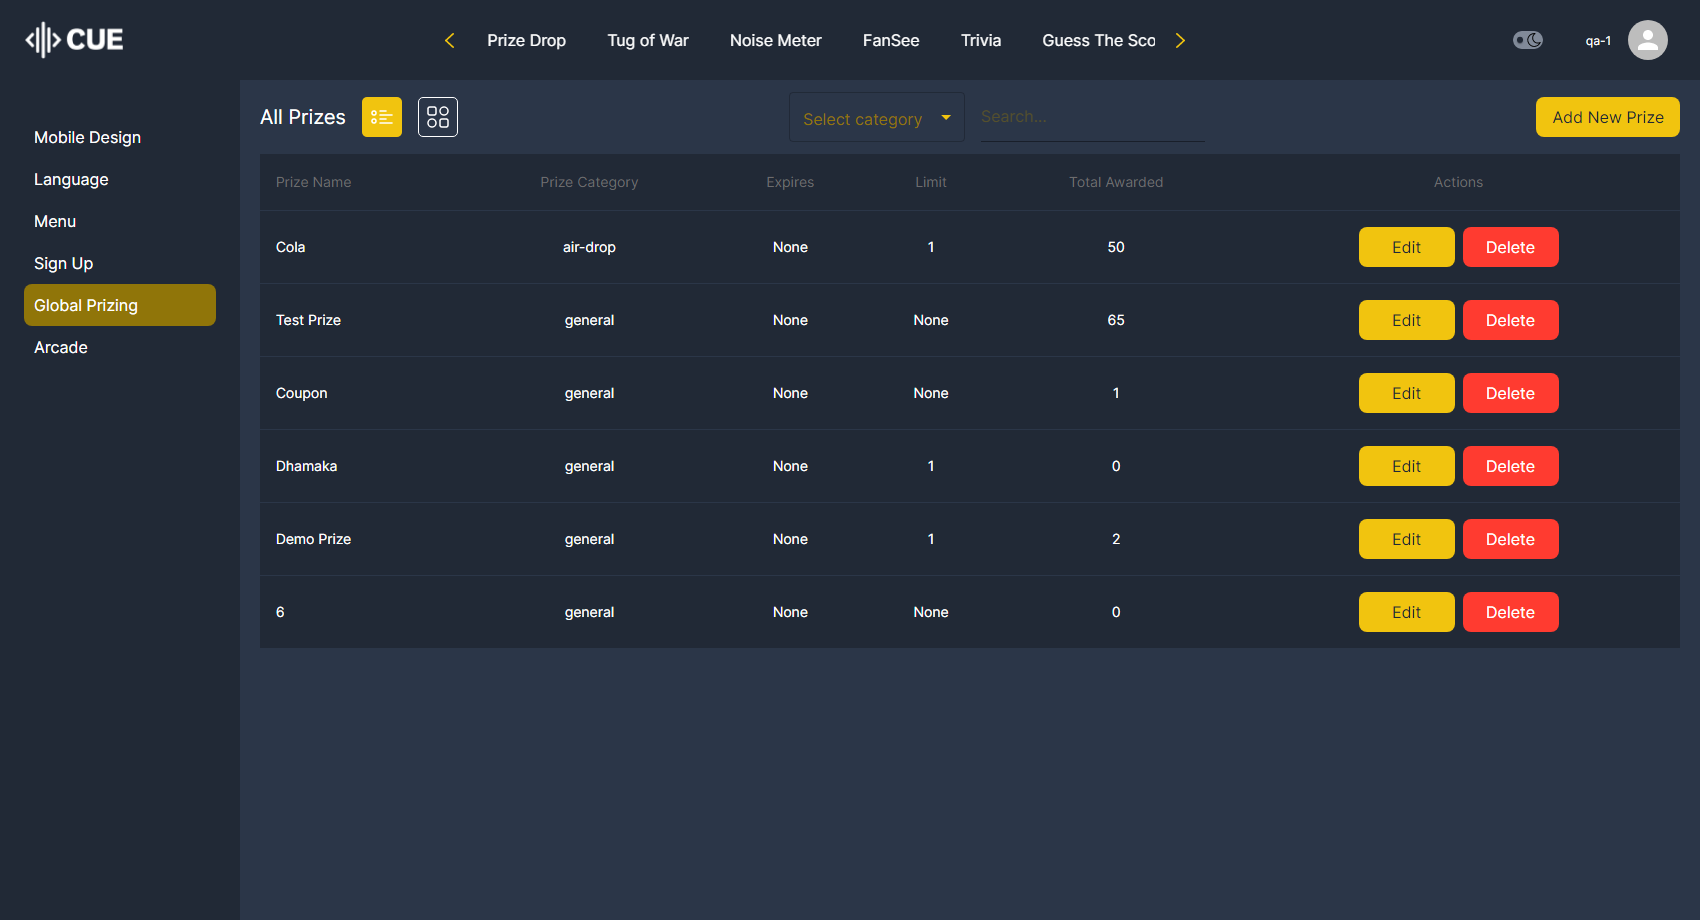 CUE
Prize Drop Tug of War Noise Meter FanSee Trivia Guess The Sco
qa-1
Mobile Design
Language
Menu
Sign Up
Global Prizing
Arcade
All Prizes
Select category
Search...
Add New Prize
Prize Name Prize Category Expires Limit Total Awarded Actions
Cola air-drop None 1 50 Edit Delete
Test Prize general None None 65 Edit Delete
Coupon general None None 1 Edit Delete
Dhamaka general None 1 0 Edit Delete
Demo Prize general None 1 2 Edit Delete
6 general None None 0 Edit Delete